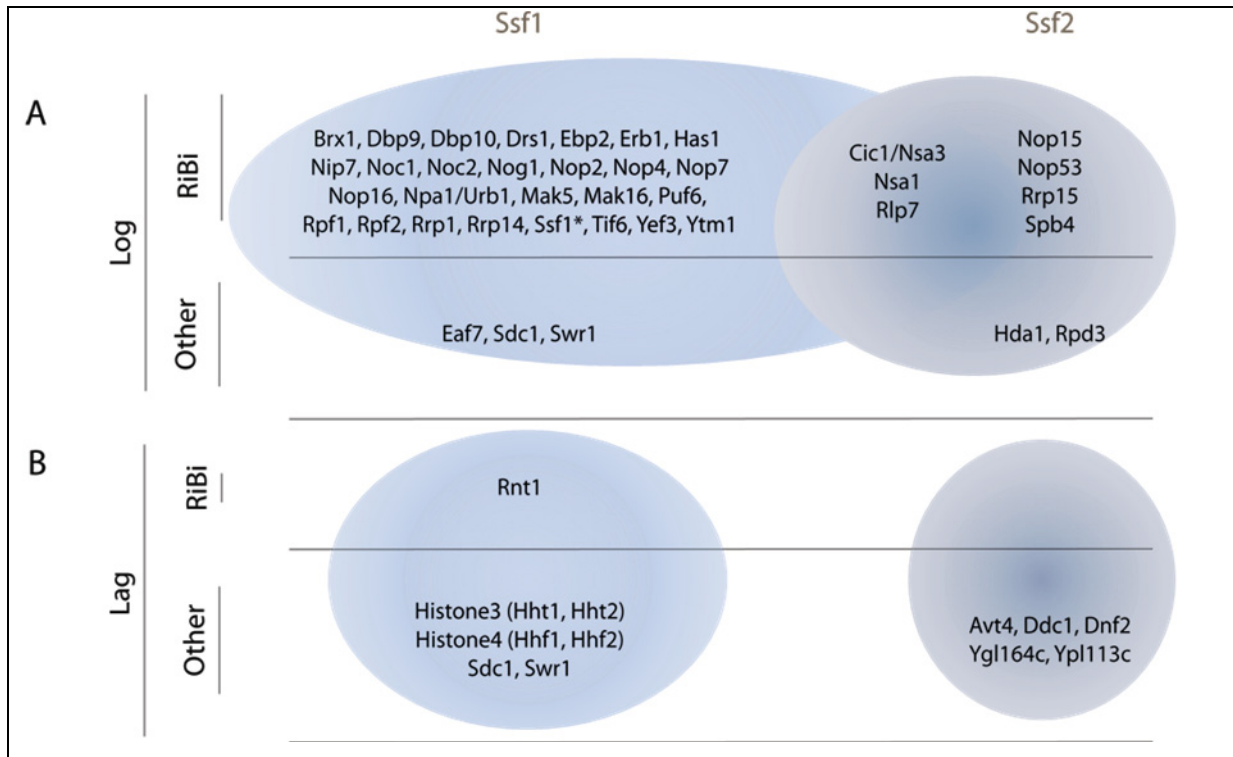 Ssf1
Ssf2
A
Log
RiBi
Brx1, Dbp9, Dbp10, Drs1, Ebp2, Erb1, Has1
Nip7, Noc1, Noc2, Nog1, Nop2, Nop4, Nop7
Nop16, Npa1/Urb1, Mak5, Mak16, Puf6,
Rpf1, Rpf2, Rrp1, Rrp14, Ssf1*, Tif6, Yef3, Ytm1
Cic1/Nsa3
Nsa1
Rlp7
Nop15
Nop53
Rrp15
Spb4
Other
Eaf7, Sdc1, Swr1
Hda1, Rpd3
B
Lag
RiBi
Rnt1
Other
Histone3 (Hht1, Hht2)
Histone4 (Hhf1, Hhf2)
Sdc1, Swr1
Avt4, Ddc1, Dnf2
Ygl164c, Ypl113c